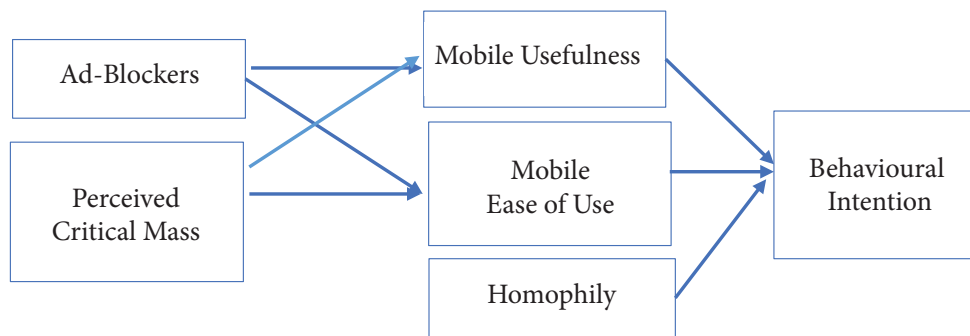 Ad-Blockers
Perceived
Critical Mass
Mobile Usefulness
Mobile
Ease of Use
Homophily
Behavioural
Intention